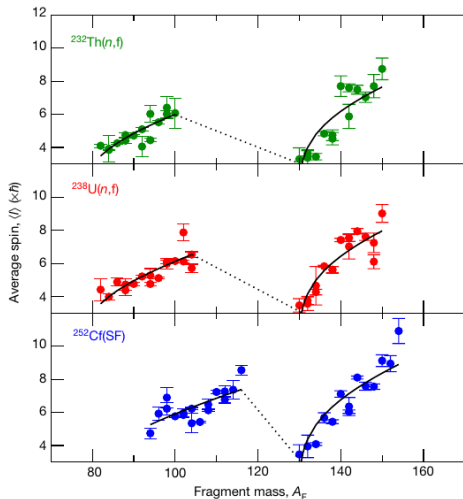 12
10
8
6
4
²³²Th(n,f)
10
8
6
4
²³⁸U(n,f)
10
8
6
4
²⁵²Cf(SF)
Average spin, ⟨I⟩ (×ℏ)
80 100 120 140 160
Fragment mass, A_F